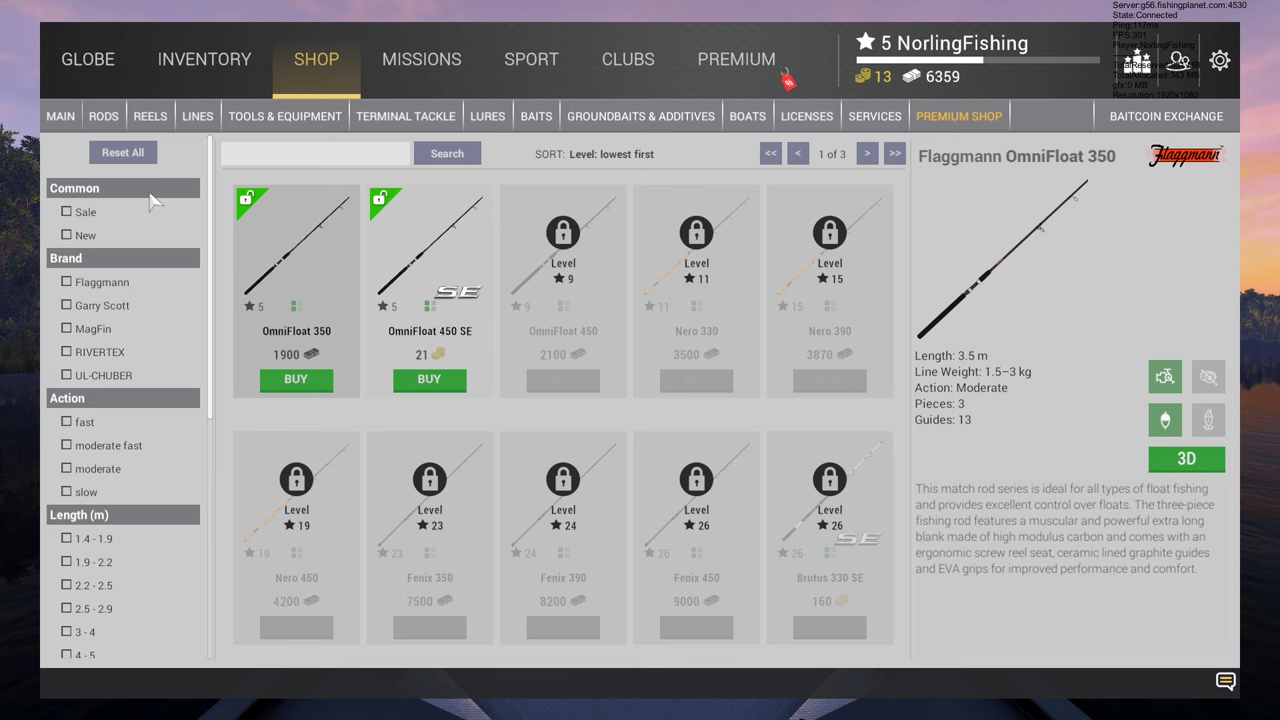 Server:g56.fishingplanet.com:4530
State:Connected
Ping:117ms
FPS:301
Player:NorlingFishing
gfx:0 MB
Resolution:1920x1080
GLOBE
INVENTORY
SHOP
MISSIONS
SPORT
CLUBS
PREMIUM
5 NorlingFishing
13 6359
MAIN
RODS
REELS
LINES
TOOLS & EQUIPMENT
TERMINAL TACKLE
LURES
BAITS
GROUNDBAITS & ADDITIVES
BOATS
LICENSES
SERVICES
PREMIUM SHOP
BAITCOIN EXCHANGE
Reset All
Common
Sale
New
Brand
Flaggmann
Garry Scott
MagFin
RIVERTEX
UL-CHUBER
Action
fast
moderate fast
moderate
slow
Length (m)
1.4 - 1.9
1.9 - 2.2
2.2 - 2.5
2.5 - 2.9
3 - 4
4 - 5
Search
SORT: Level: lowest first
<< < 1 of 3 > >>
5
OmniFloat 350
1900
BUY
SE
5
OmniFloat 450 SE
21
BUY
Level
9
9
OmniFloat 450
2100
Level
11
11
Nero 330
3500
Level
15
15
Nero 390
3870
Level
19
19
Nero 450
4200
Level
23
23
Fenix 350
7500
Level
24
24
Fenix 390
8200
Level
26
26
Fenix 450
9000
Level
26
SE
26
Brutus 330 SE
160
Flaggmann OmniFloat 350
Flaggmann
Length: 3.5 m
Line Weight: 1.5–3 kg
Action: Moderate
Pieces: 3
Guides: 13
3D
This match rod series is ideal for all types of float fishing
and provides excellent control over floats. The three-piece
fishing rod features a muscular and powerful extra long
blank made of high modulus carbon and comes with an
ergonomic screw reel seat, ceramic lined graphite guides
and EVA grips for improved performance and comfort.